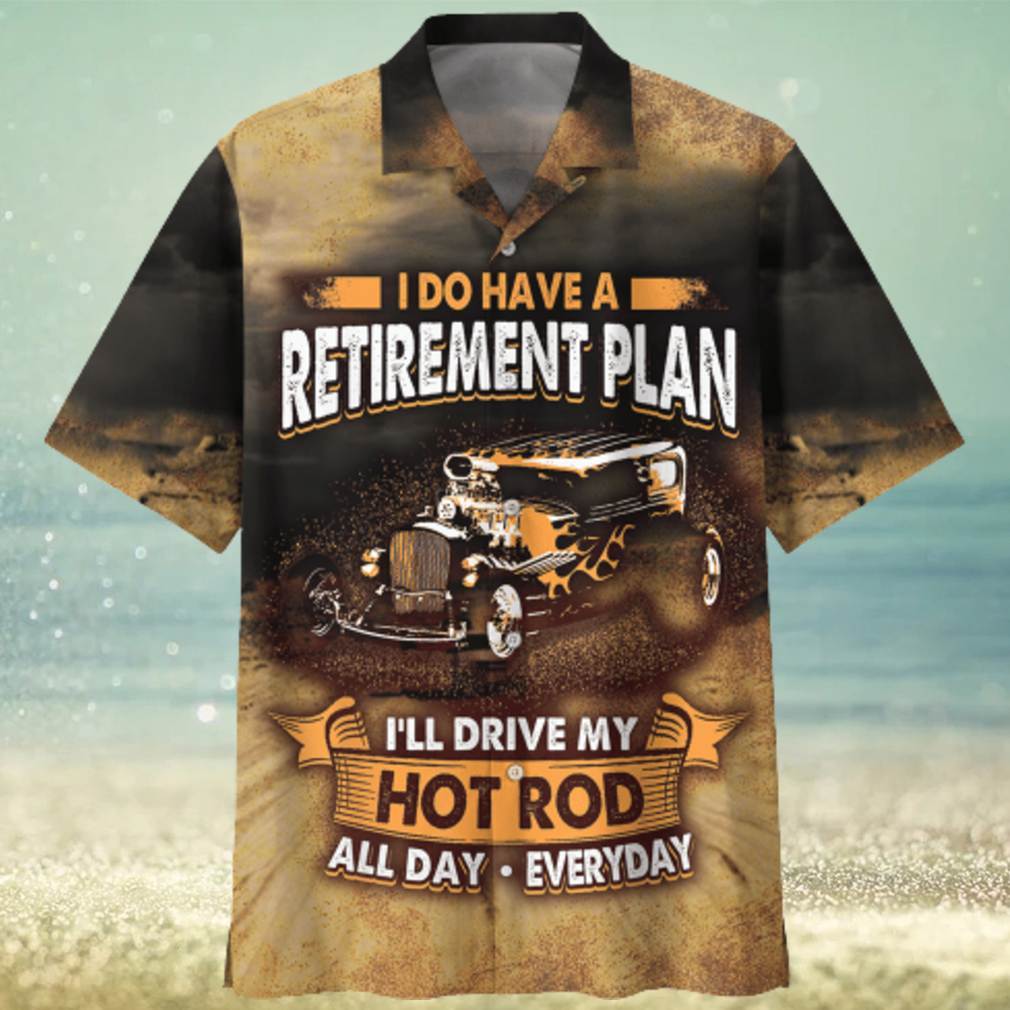 I DO HAVE A
RETIREMENT PLAN
I'LL DRIVE MY
HOT ROD
ALL DAY • EVERYDAY